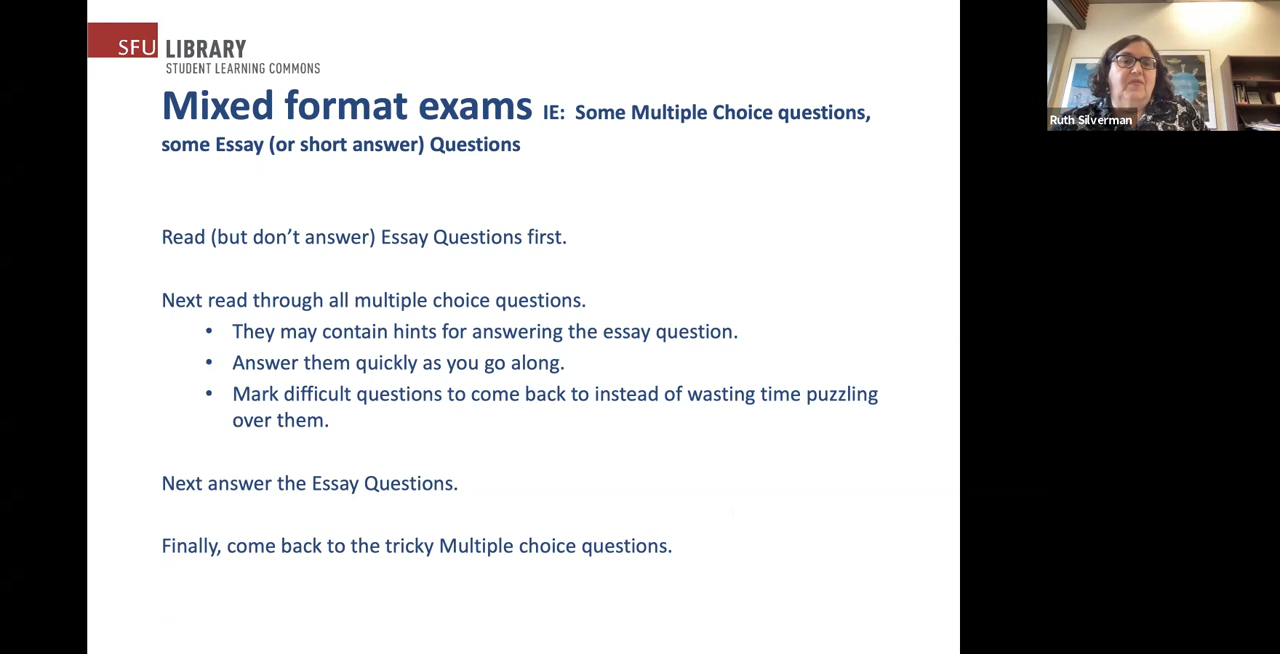 SFU LIBRARY
STUDENT LEARNING COMMONS
Mixed format exams IE: Some Multiple Choice questions,
some Essay (or short answer) Questions
Read (but don’t answer) Essay Questions first.
Next read through all multiple choice questions.
• They may contain hints for answering the essay question.
• Answer them quickly as you go along.
• Mark difficult questions to come back to instead of wasting time puzzling
over them.
Next answer the Essay Questions.
Finally, come back to the tricky Multiple choice questions.
Ruth Silverman